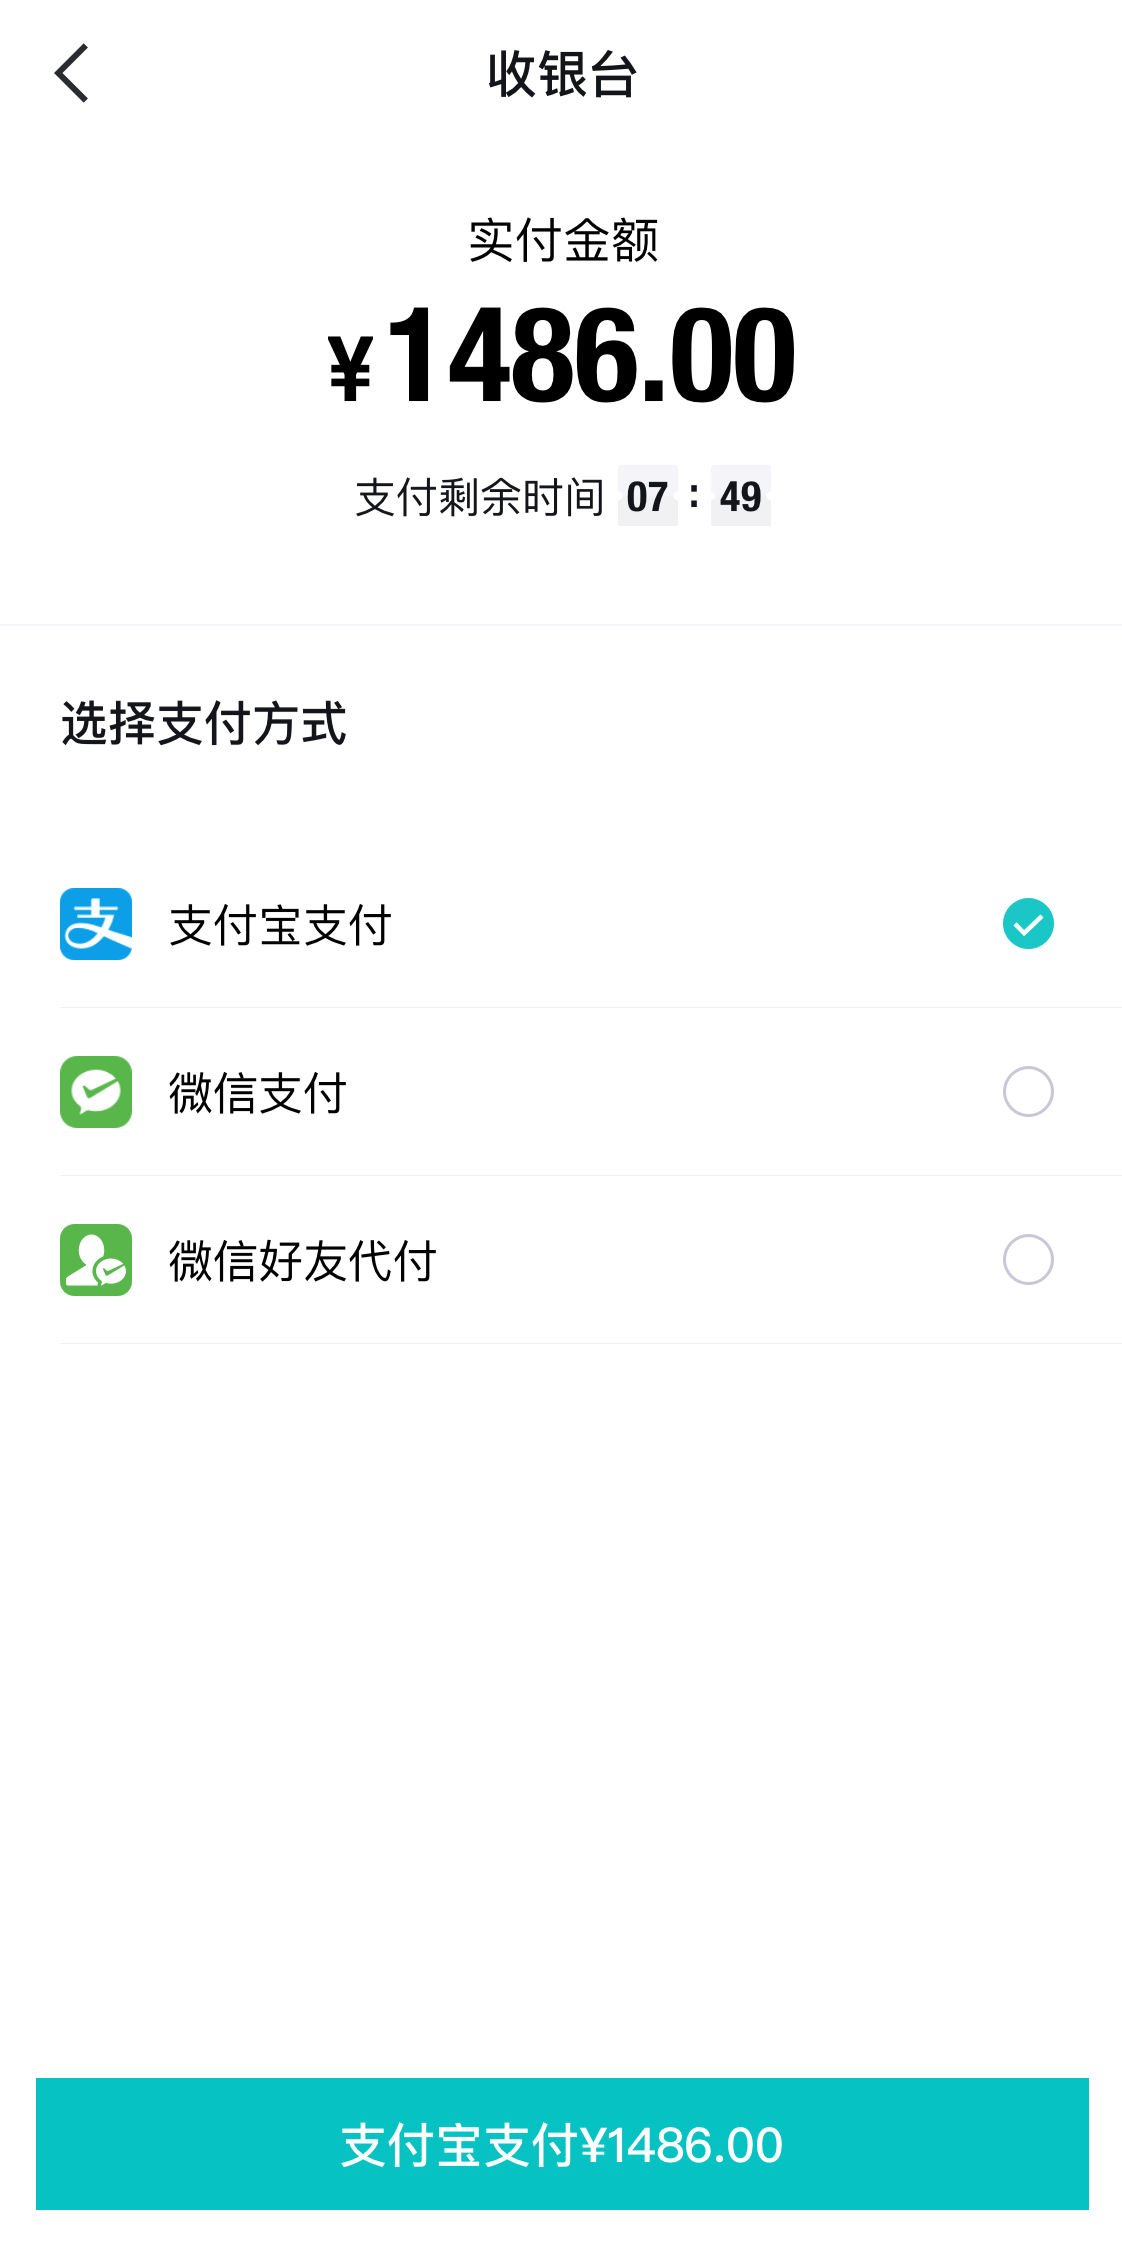 收银台
实付金额
¥1486.00
支付剩余时间 07 : 49
选择支付方式
支付宝支付
微信支付
微信好友代付
支付宝支付¥1486.00